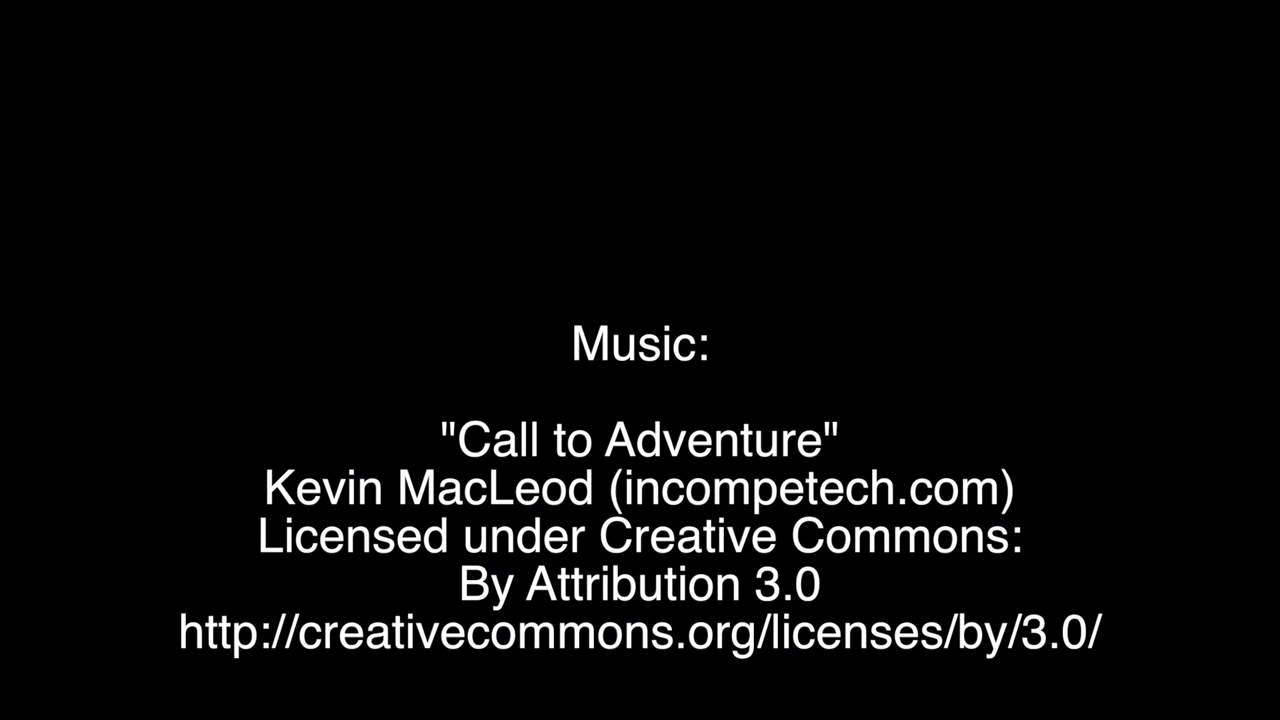 Music:
"Call to Adventure"
Kevin MacLeod (incompetech.com)
Licensed under Creative Commons:
By Attribution 3.0
http://creativecommons.org/licenses/by/3.0/